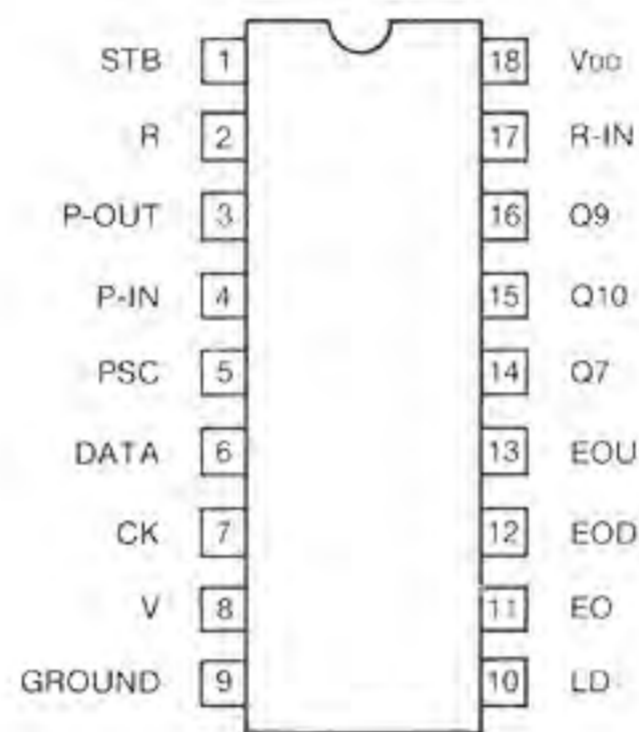 STB 1 18 VDD
R 2 17 R-IN
P-OUT 3 16 Q9
P-IN 4 15 Q10
PSC 5 14 Q7
DATA 6 13 EOU
CK 7 12 EOD
V 8 11 EO
GROUND 9 10 LD